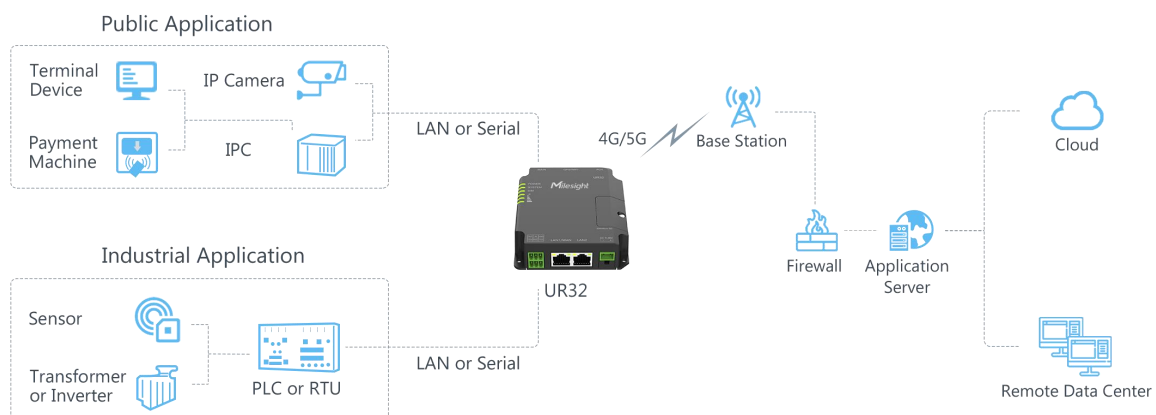 Public Application
Terminal
Device
IP Camera
Payment
Machine
IPC
LAN or Serial
Industrial Application
Sensor
Transformer
or Inverter
PLC or RTU
LAN or Serial
Milesight
UR32
4G/5G
Base Station
Firewall
Application
Server
Cloud
Remote Data Center